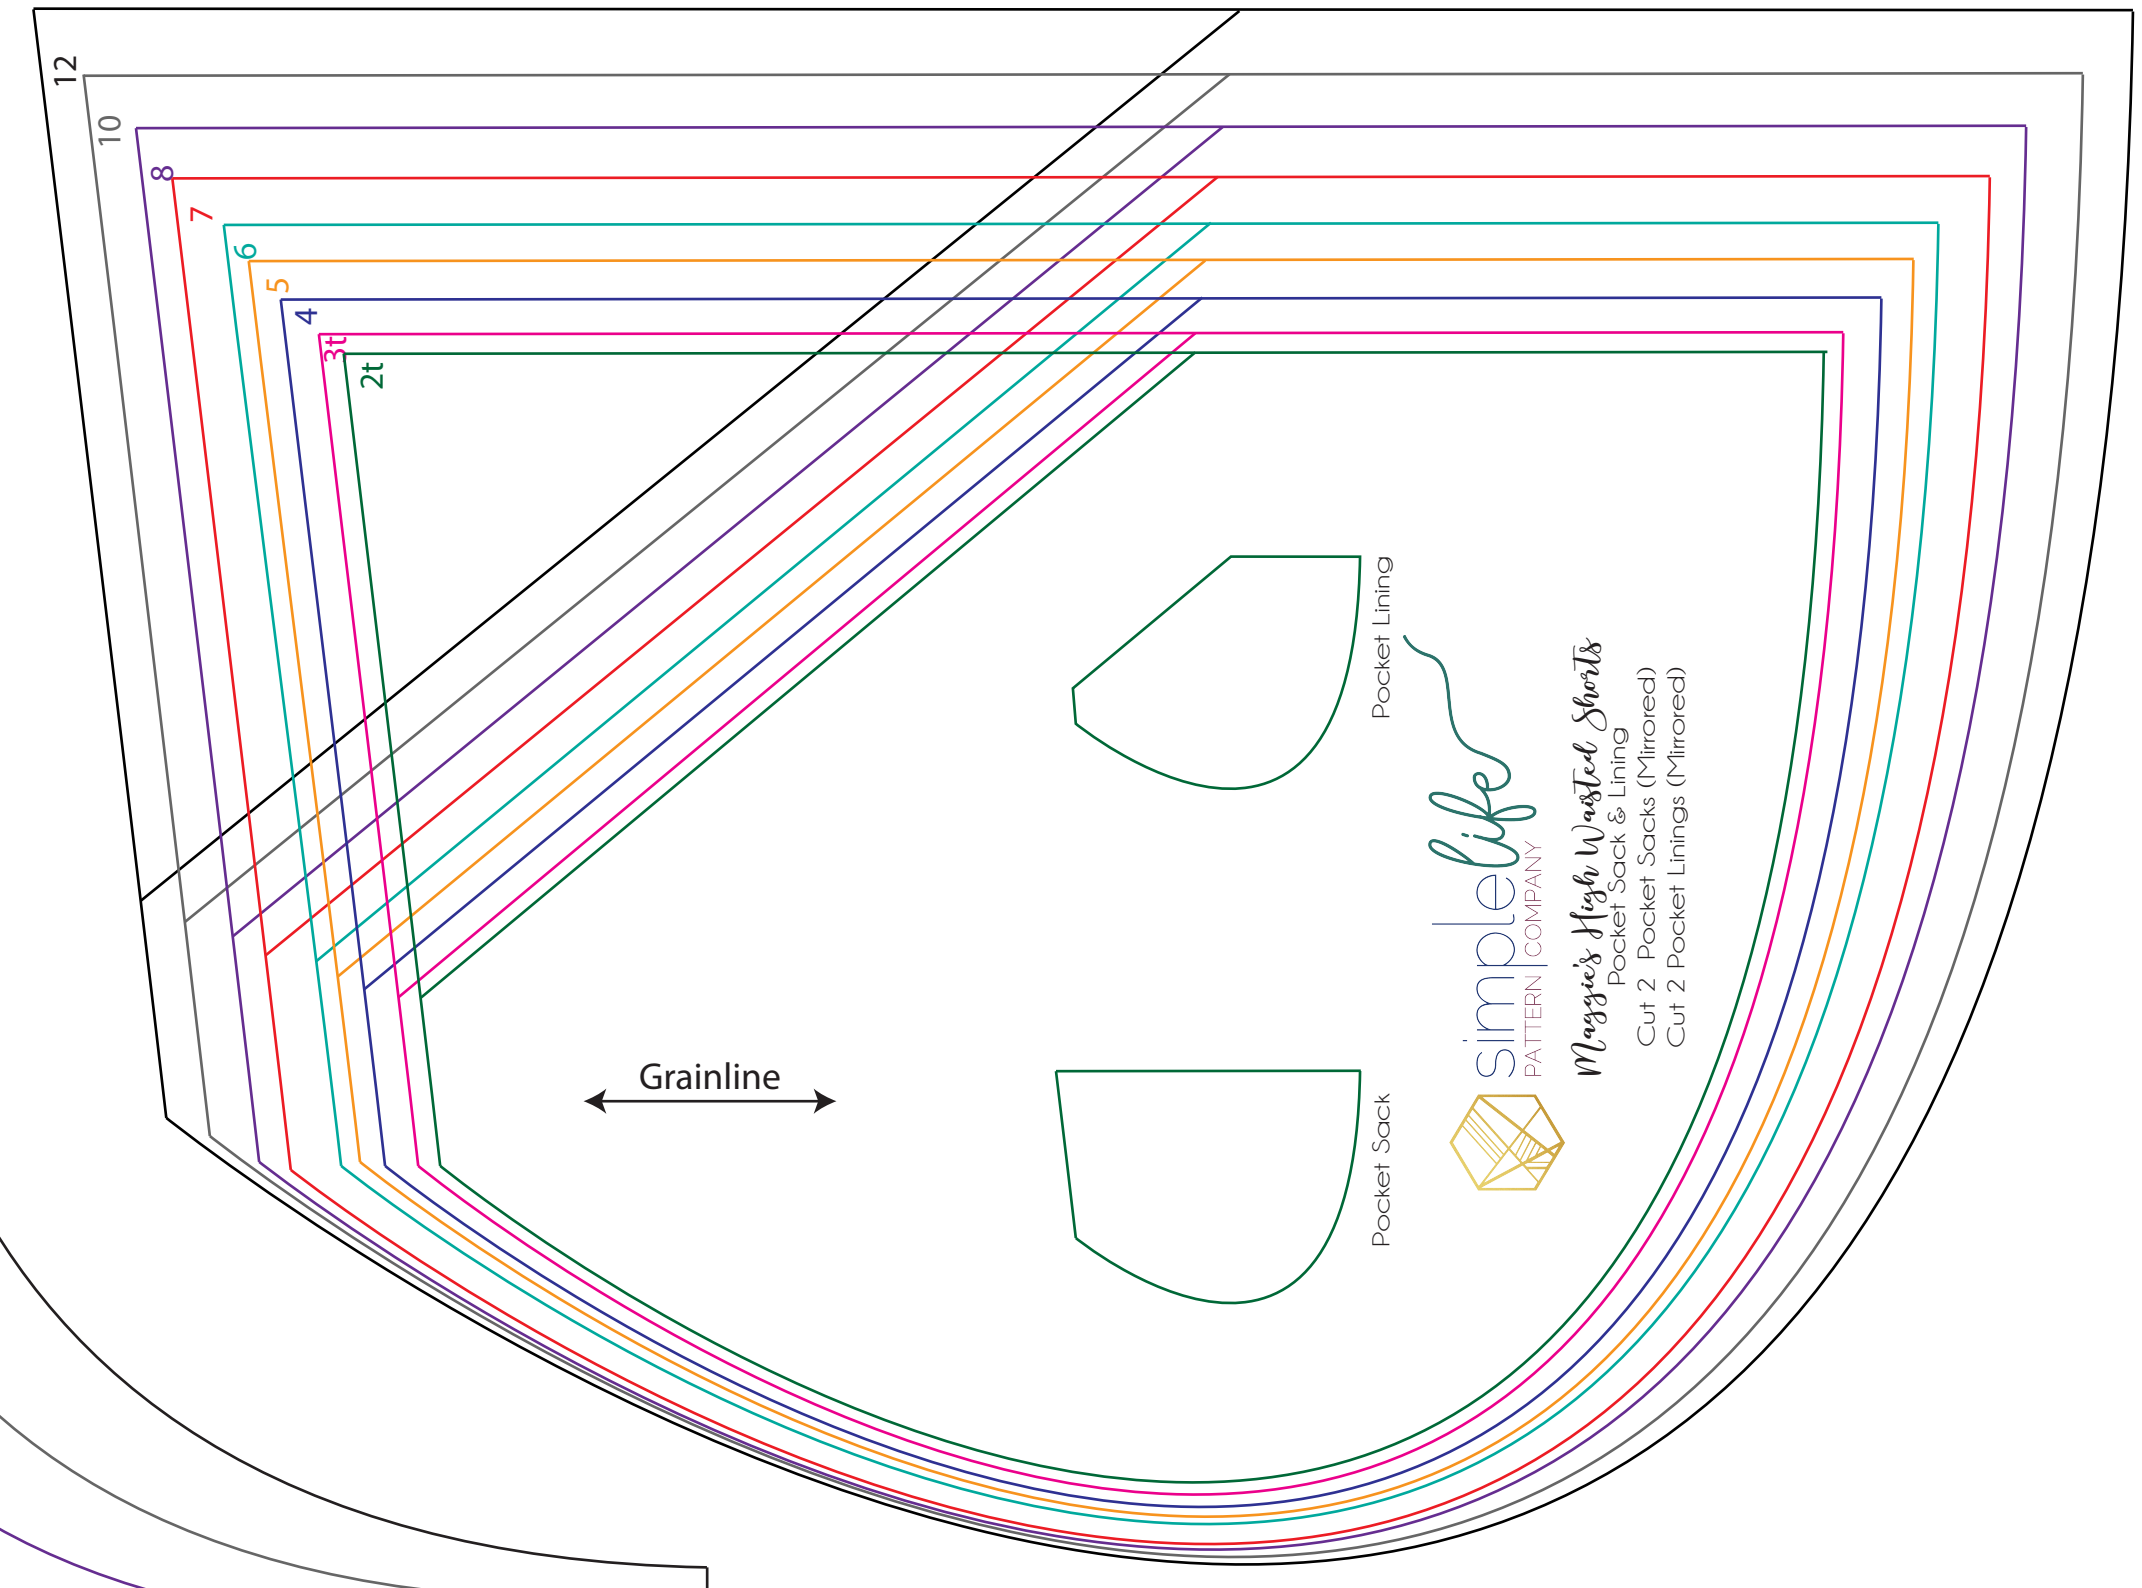 12
10
8
7
6
5
4
3t
2t
Grainline
Pocket Lining
Pocket Sack
simple life
PATTERN | COMPANY
Maggie's High Waisted Shorts
Pocket Sack & Lining
Cut 2 Pocket Sacks (Mirrored)
Cut 2 Pocket Linings (Mirrored)